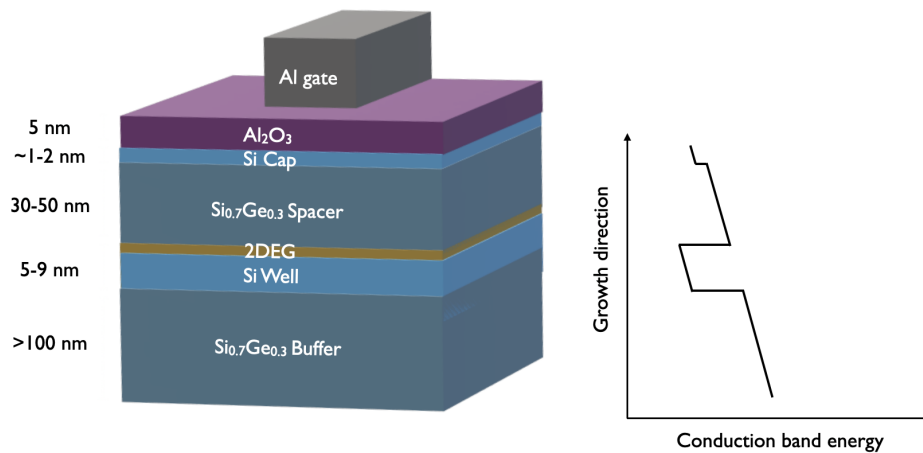 Al gate
5 nm
Al₂O₃
~1-2 nm
Si Cap
30-50 nm
Si₀.₇Ge₀.₃ Spacer
2DEG
5-9 nm
Si Well
>100 nm
Si₀.₇Ge₀.₃ Buffer
Growth direction
Conduction band energy